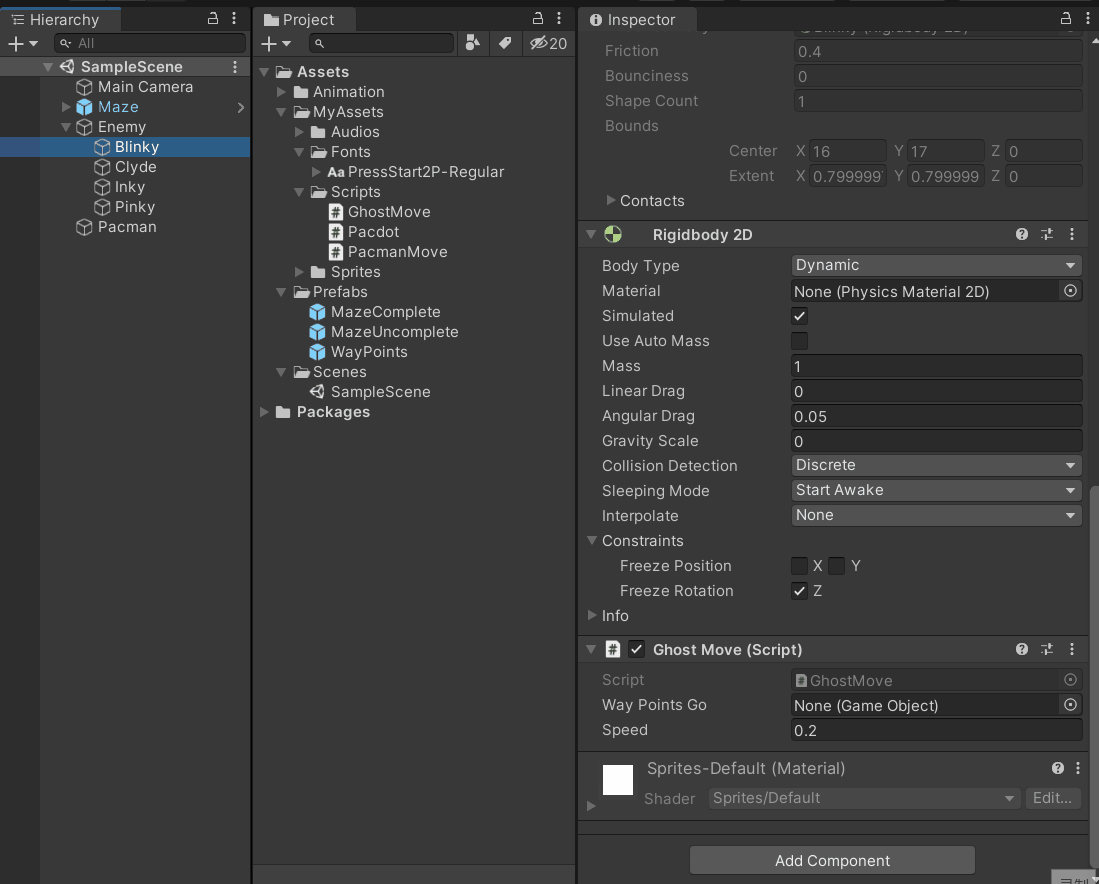 Hierarchy
All
SampleScene
Main Camera
Maze
Enemy
Blinky
Clyde
Inky
Pinky
Pacman
Project
20
Assets
Animation
MyAssets
Audios
Fonts
Aa PressStart2P-Regular
Scripts
# GhostMove
# Pacdot
# PacmanMove
Sprites
Prefabs
MazeComplete
MazeUncomplete
WayPoints
Scenes
SampleScene
Packages
Inspector
Friction 0.4
Bounciness 0
Shape Count 1
Bounds
Center X 16 Y 17 Z 0
Extent X 0.799999 Y 0.799999 Z 0
Contacts
Rigidbody 2D
Body Type Dynamic
Material None (Physics Material 2D)
Simulated
Use Auto Mass
Mass 1
Linear Drag 0
Angular Drag 0.05
Gravity Scale 0
Collision Detection Discrete
Sleeping Mode Start Awake
Interpolate None
Constraints
Freeze Position X Y
Freeze Rotation Z
Info
# Ghost Move (Script)
Script # GhostMove
Way Points Go None (Game Object)
Speed 0.2
Sprites-Default (Material)
Shader Sprites/Default Edit...
Add Component